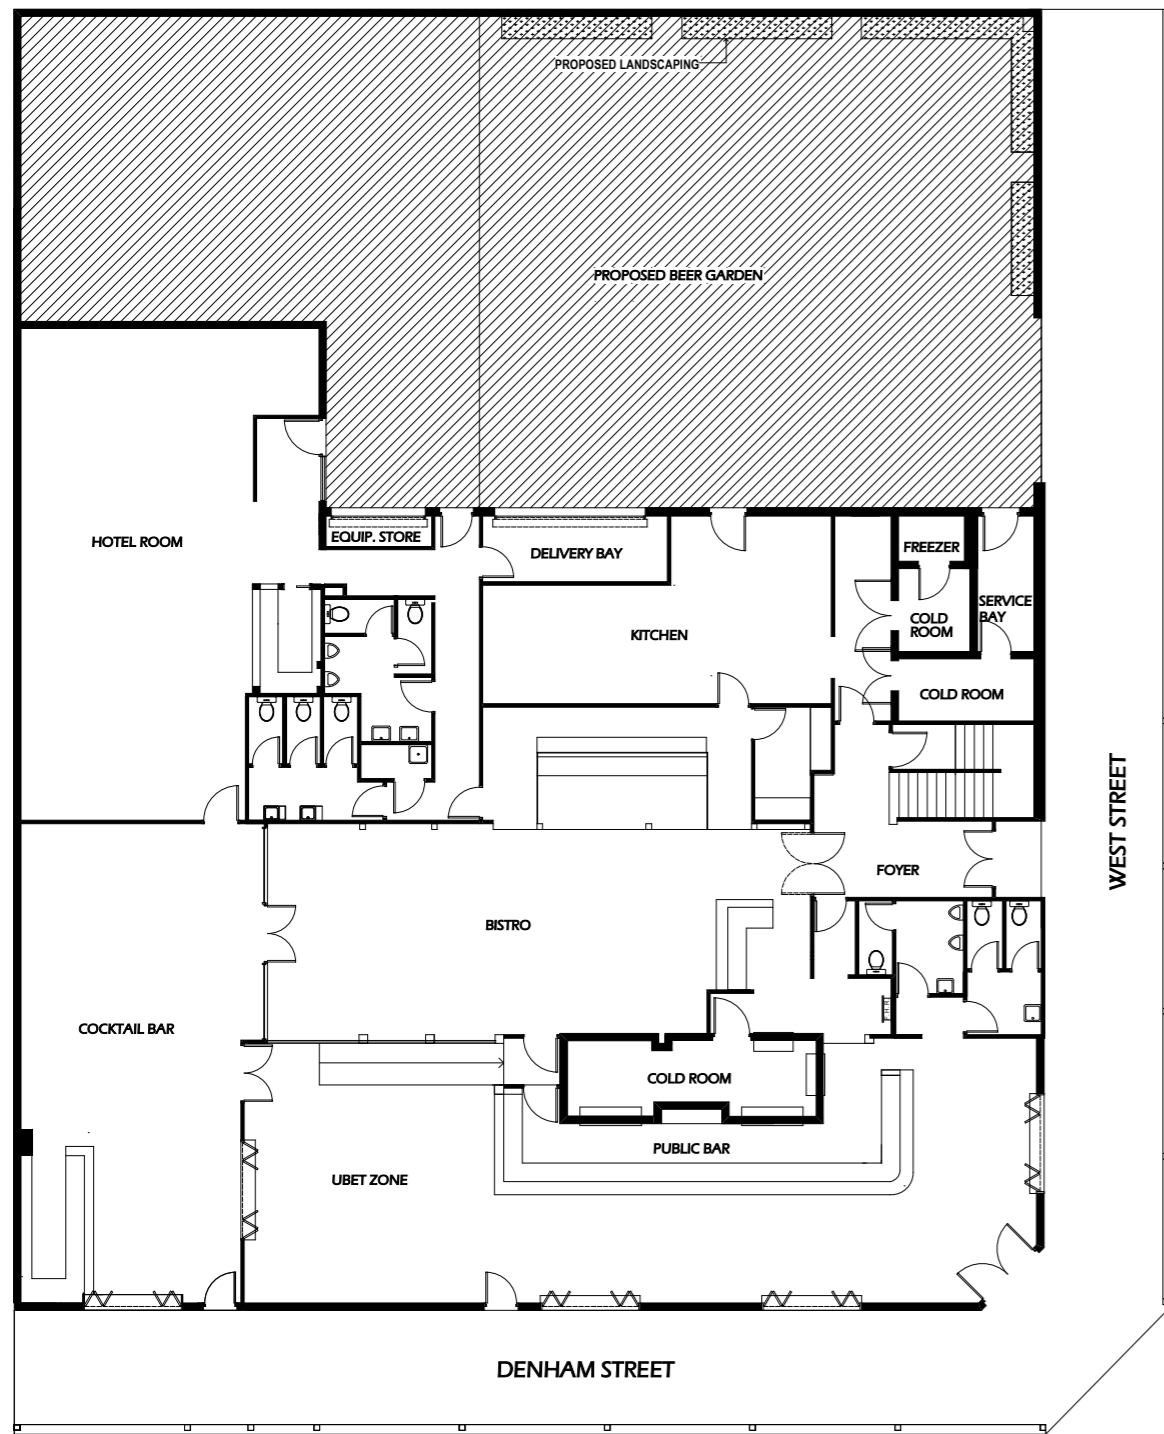 PROPOSED LANDSCAPING
PROPOSED BEER GARDEN
HOTEL ROOM
EQUIP. STORE
DELIVERY BAY
FREEZER
KITCHEN
COLD
ROOM
SERVICE
BAY
COLD ROOM
WEST STREET
FOYER
BISTRO
COCKTAIL BAR
F.H.R
COLD ROOM
PUBLIC BAR
UBET ZONE
DENHAM STREET